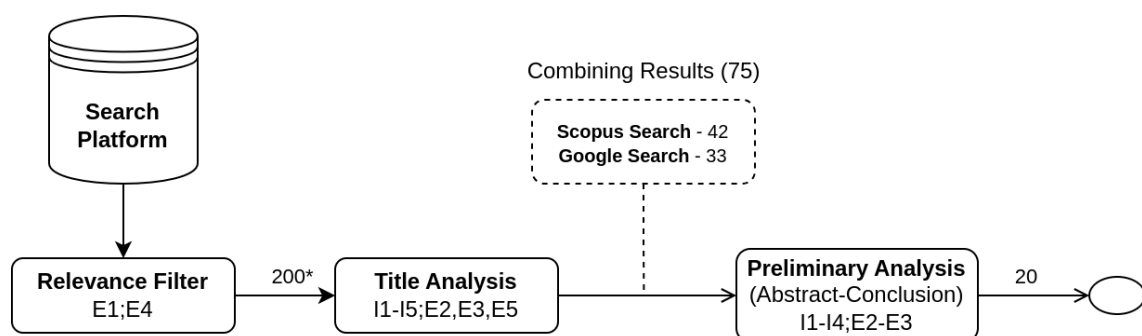 Search
Platform
Combining Results (75)
Scopus Search - 42
Google Search - 33
Relevance Filter
E1;E4
200*
Title Analysis
I1-I5;E2,E3,E5
Preliminary Analysis
(Abstract-Conclusion)
I1-I4;E2-E3
20